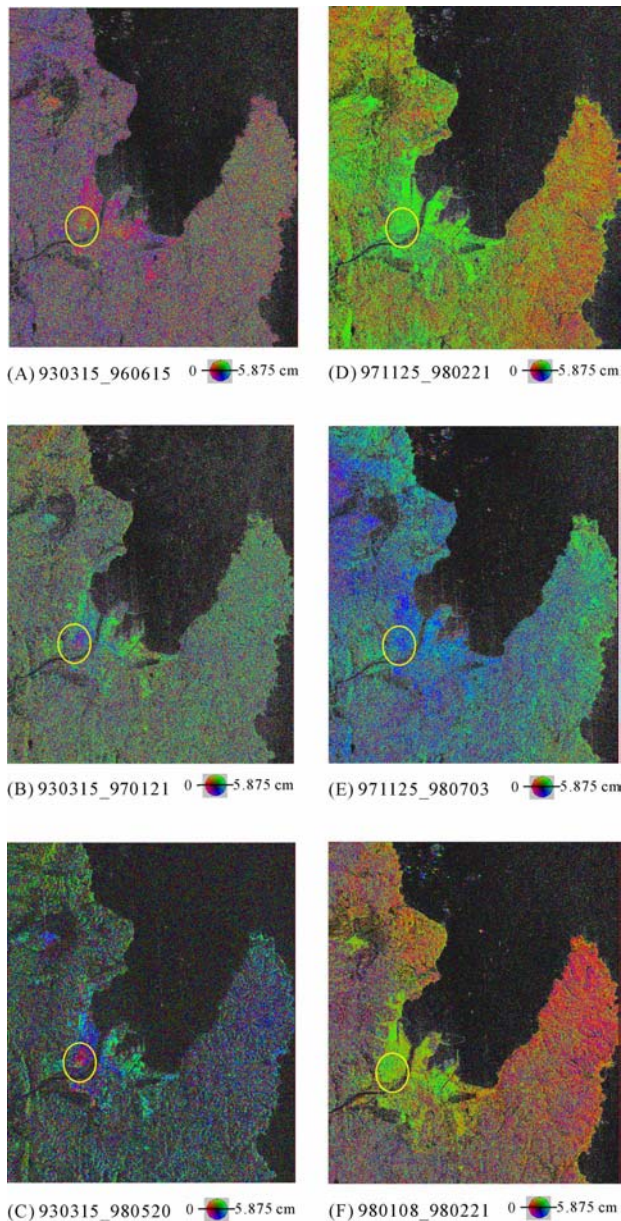 (A) 930315_960615 0 5.875 cm
(D) 971125_980221 0 5.875 cm
(B) 930315_970121 0 5.875 cm
(E) 971125_980703 0 5.875 cm
(C) 930315_980520 0 5.875 cm
(F) 980108_980221 0 5.875 cm